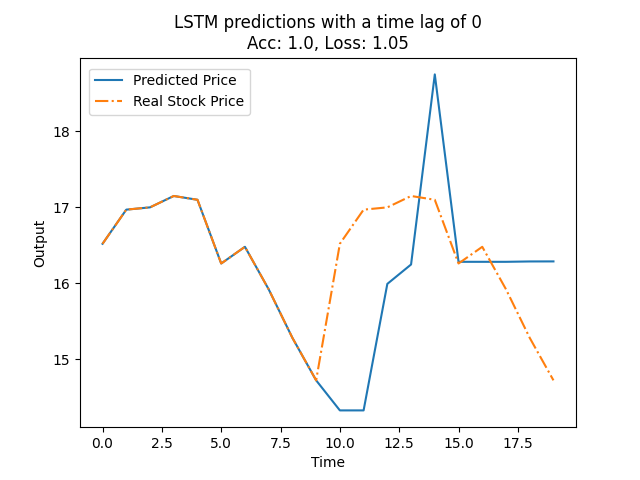 LSTM predictions with a time lag of 0
Acc: 1.0, Loss: 1.05
Predicted Price
Real Stock Price
Output
18
17
16
15
0.0 2.5 5.0 7.5 10.0 12.5 15.0 17.5
Time